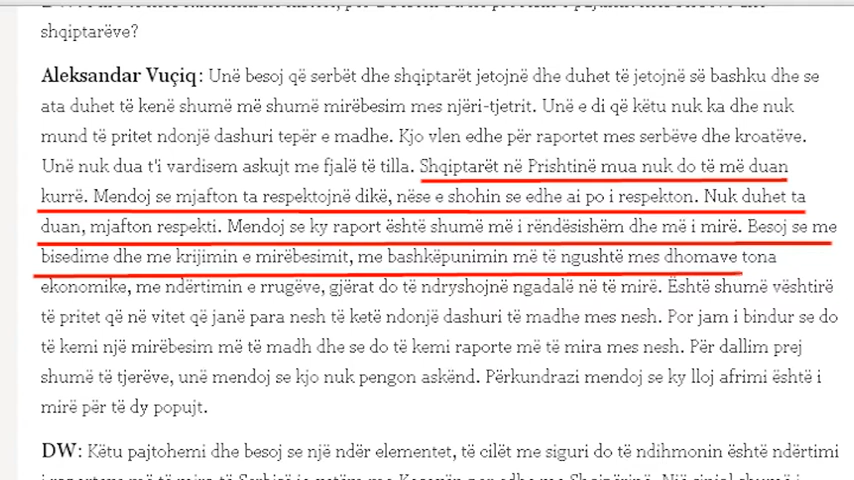 shqiptarëve?
Aleksandar Vuçiq: Unë besoj që serbët dhe shqiptarët jetojnë dhe duhet të jetojnë së bashku dhe se
ata duhet të kenë shumë më shumë mirëbesim mes njëri-tjetrit. Unë e di që këtu nuk ka dhe nuk
mund të pritet ndonjë dashuri tepër e madhe. Kjo vlen edhe për raportet mes serbëve dhe kroatëve.
Unë nuk dua t'i vardisem askujt me fjalë të tilla. Shqiptarët në Prishtinë mua nuk do të më duan
kurrë. Mendoj se mjafton ta respektojnë dikë, nëse e shohin se edhe ai po i respekton. Nuk duhet ta
duan, mjafton respekti. Mendoj se ky raport është shumë më i rëndësishëm dhe më i mirë. Besoj se me
bisedime dhe me krijimin e mirëbesimit, me bashkëpunimin më të ngushtë mes dhomave tona
ekonomike, me ndërtimin e rrugëve, gjërat do të ndryshojnë ngadalë në të mirë. Është shumë vështirë
të pritet që në vitet që janë para nesh të ketë ndonjë dashuri të madhe mes nesh. Por jam i bindur se do
të kemi një mirëbesim më të madh dhe se do të kemi raporte më të mira mes nesh. Për dallim prej
shumë të tjerëve, unë mendoj se kjo nuk pengon askënd. Përkundrazi mendoj se ky lloj afrimi është i
mirë për të dy popujt.
DW: Këtu pajtohemi dhe besoj se një ndër elementet, të cilët me siguri do të ndihmonin është ndërtimi